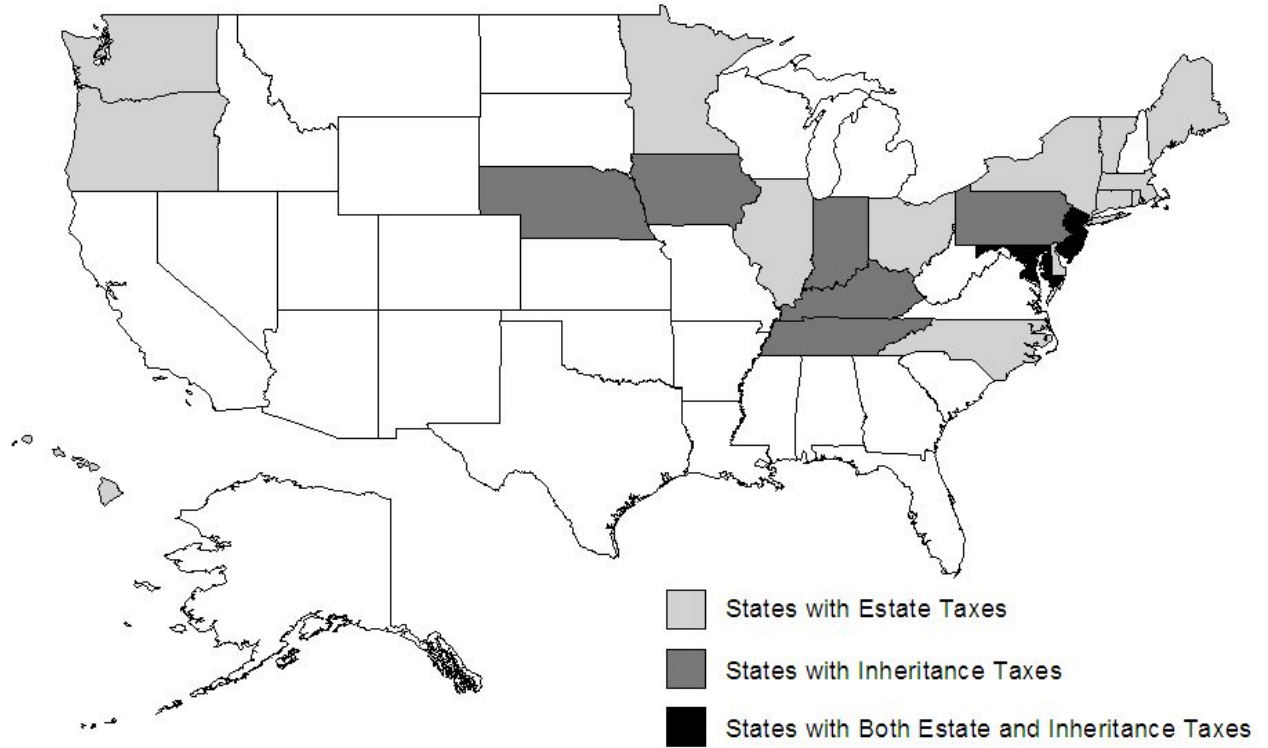 States with Estate Taxes
States with Inheritance Taxes
States with Both Estate and Inheritance Taxes